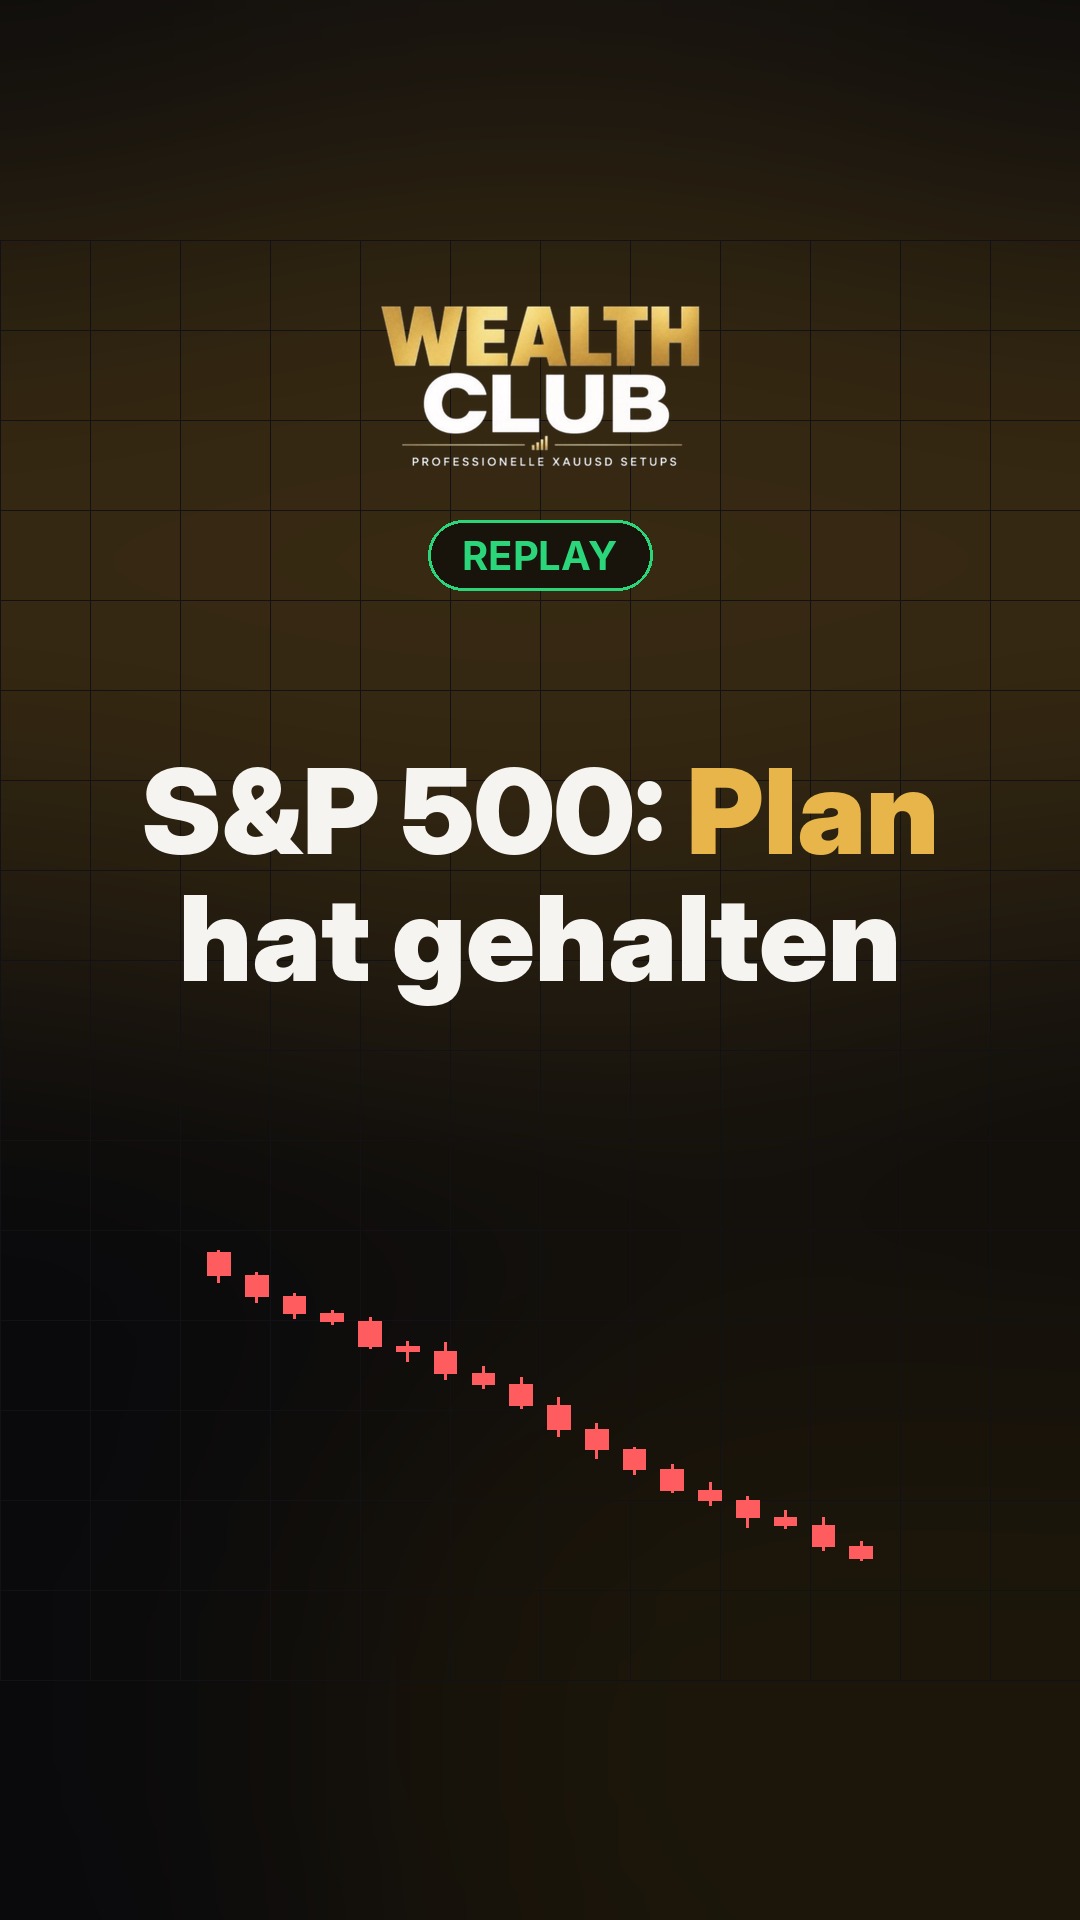 WEALTH
CLUB
PROFESSIONELLE XAUUSD SETUPS
REPLAY
S&P 500: Plan
hat gehalten